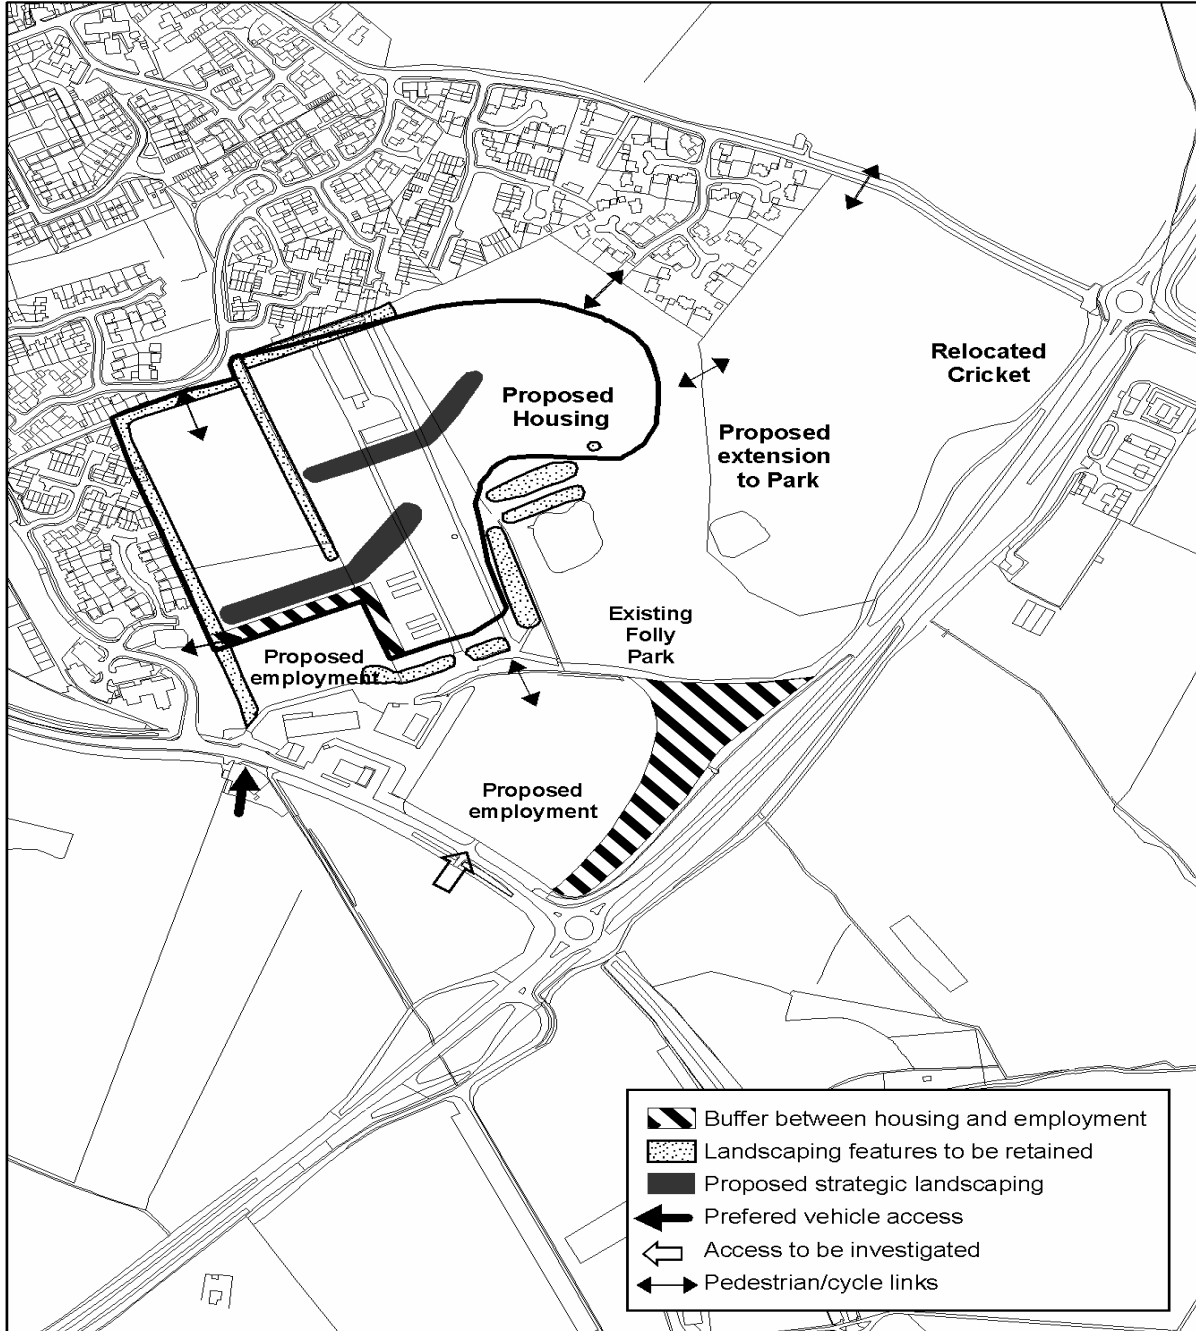 Relocated
Cricket
Proposed
Housing
Proposed
extension
to Park
Existing
Folly
Park
Proposed
employment
Proposed
employment
Buffer between housing and employment
Landscaping features to be retained
Proposed strategic landscaping
Prefered vehicle access
Access to be investigated
Pedestrian/cycle links